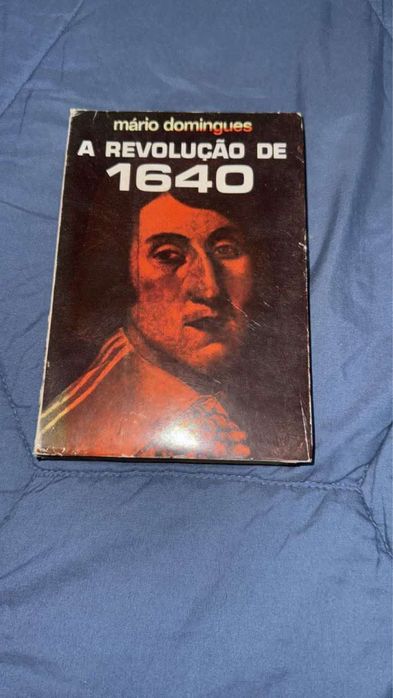 mário domingues
A REVOLUÇÃO DE
1640